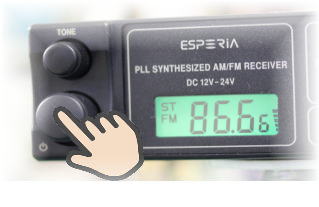 TONE
ESPERIA
PLL SYNTHESIZED AM/FM RECEIVER
DC 12V-24V
ST
FM 86.66